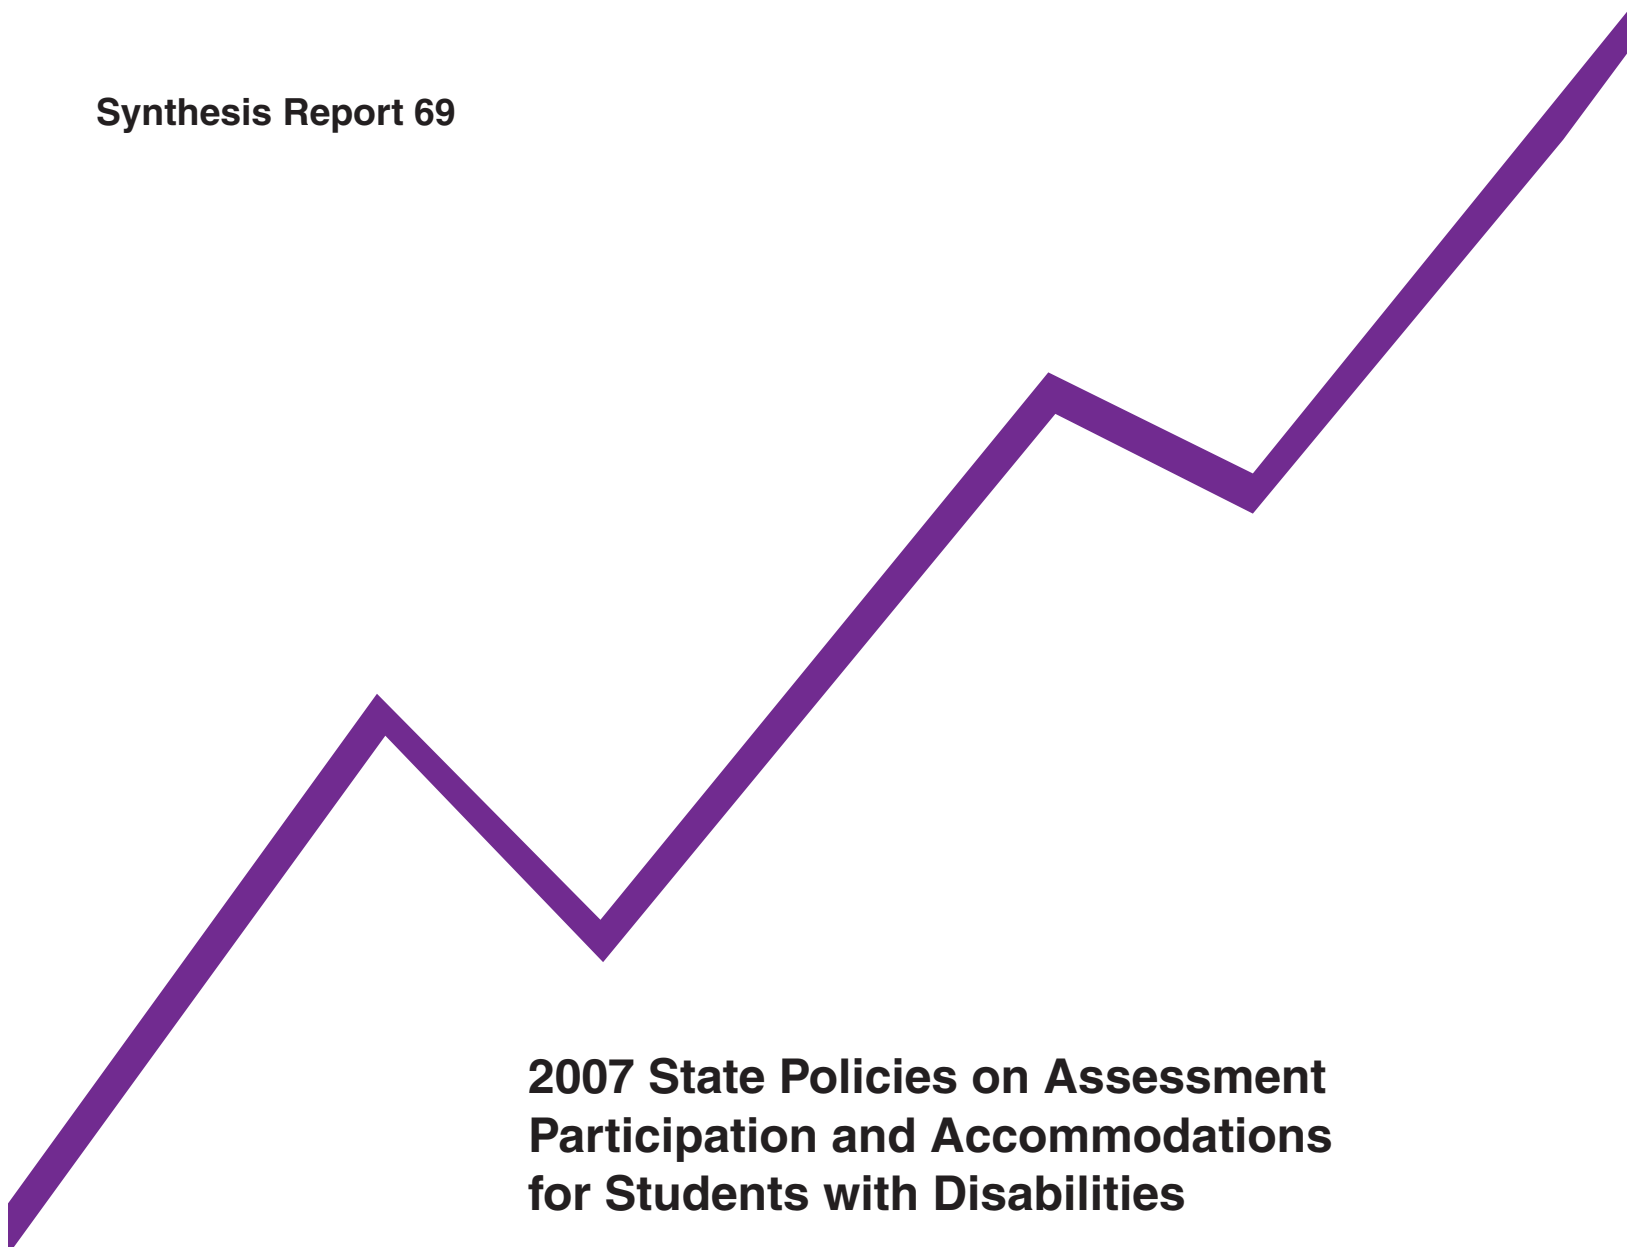 Synthesis Report 69
2007 State Policies on Assessment
Participation and Accommodations
for Students with Disabilities